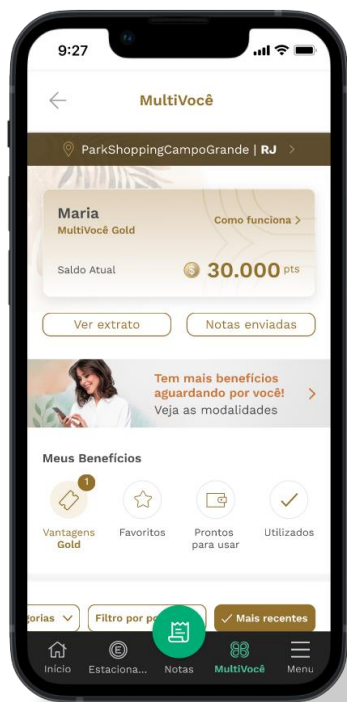 9:27
MultiVocê
ParkShoppingCampoGrande | RJ >
Maria
MultiVocê Gold
Como funciona >
Saldo Atual
30.000 pts
Ver extrato
Notas enviadas
Tem mais benefícios
aguardando por
você!
Veja as modalidades
Meus Benefícios
1
Vantagens
Gold
Favoritos
Prontos
para usar
Utilizados
Filtro por
Mais recentes
Início
Estaciona...
Notas
MultiVocê
Menu